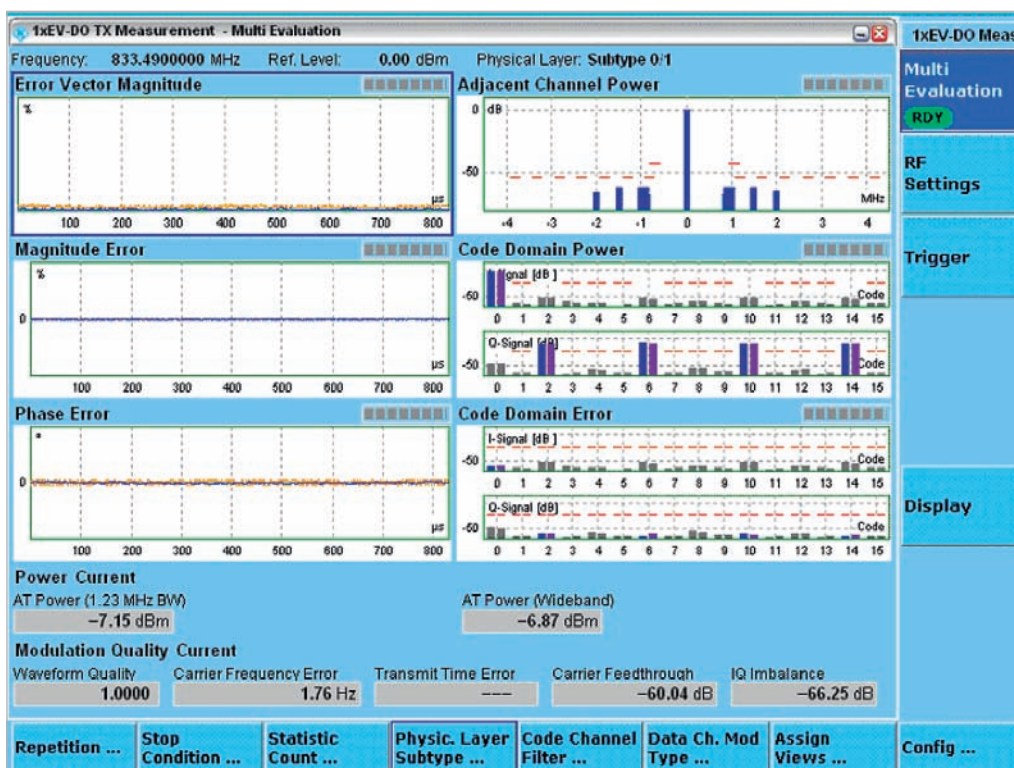 1xEV-DO TX Measurement - Multi Evaluation
1xEV-DO Meas
Frequency: 833.4900000 MHz Ref. Level: 0.00 dBm Physical Layer: Subtype 0/1
Error Vector Magnitude
%
µs
100 200 300 400 500 600 700 800
Adjacent Channel Power
0 dB
-50
MHz
-4 -3 -2 -1 0 1 2 3 4
Magnitude Error
%
0
µs
100 200 300 400 500 600 700 800
Code Domain Power
gnal [dB ]
-50
Code
0 1 2 3 4 5 6 7 8 9 10 11 12 13 14 15
Q-Signal [dB]
-50
Code
0 1 2 3 4 5 6 7 8 9 10 11 12 13 14 15
Phase Error
°
0
µs
100 200 300 400 500 600 700 800
Code Domain Error
I-Signal [dB ]
-50
Code
0 1 2 3 4 5 6 7 8 9 10 11 12 13 14 15
Q-Signal [dB]
-50
Code
0 1 2 3 4 5 6 7 8 9 10 11 12 13 14 15
Power Current
AT Power (1.23 MHz BW)
-7.15 dBm
AT Power (Wideband)
-6.87 dBm
Modulation Quality Current
Waveform Quality Carrier Frequency Error Transmit Time Error Carrier Feedthrough IQ Imbalance
1.0000 1.76 Hz --- -60.04 dB -66.25 dB
Multi
Evaluation
RDY
RF
Settings
Trigger
Display
Repetition ...
Stop
Condition ...
Statistic
Count ...
Physic. Layer
Subtype ...
Code Channel
Filter ...
Data Ch. Mod
Type ...
Assign
Views ...
Config ...